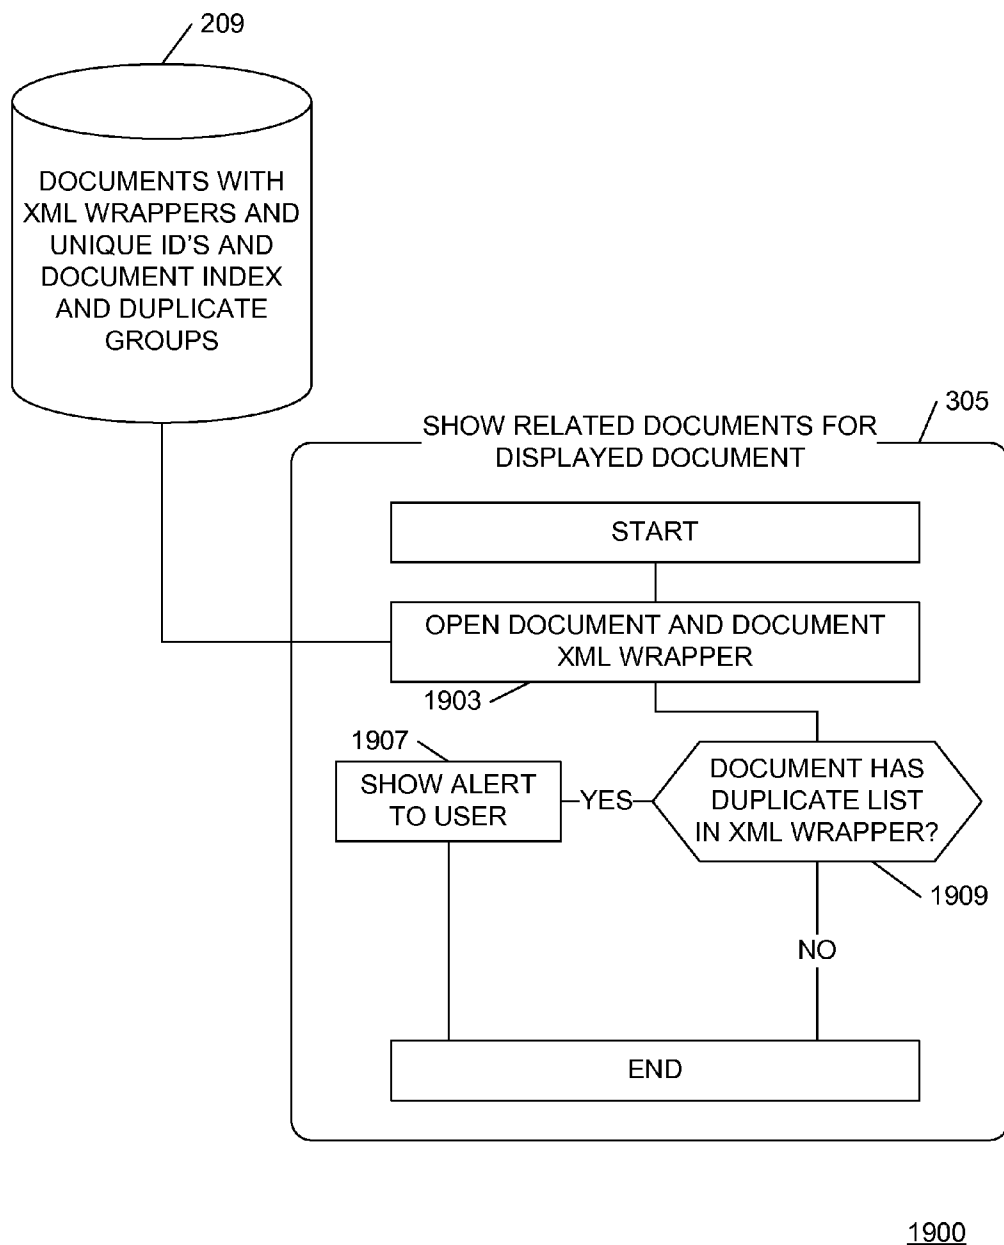 209
DOCUMENTS WITH
XML WRAPPERS AND
UNIQUE ID'S AND
DOCUMENT INDEX
AND DUPLICATE
GROUPS
305
SHOW RELATED DOCUMENTS FOR
DISPLAYED DOCUMENT
START
OPEN DOCUMENT AND DOCUMENT
XML WRAPPER
1903
1907
SHOW ALERT
TO USER
YES
DOCUMENT HAS
DUPLICATE LIST
IN XML WRAPPER?
1909
NO
END
1900